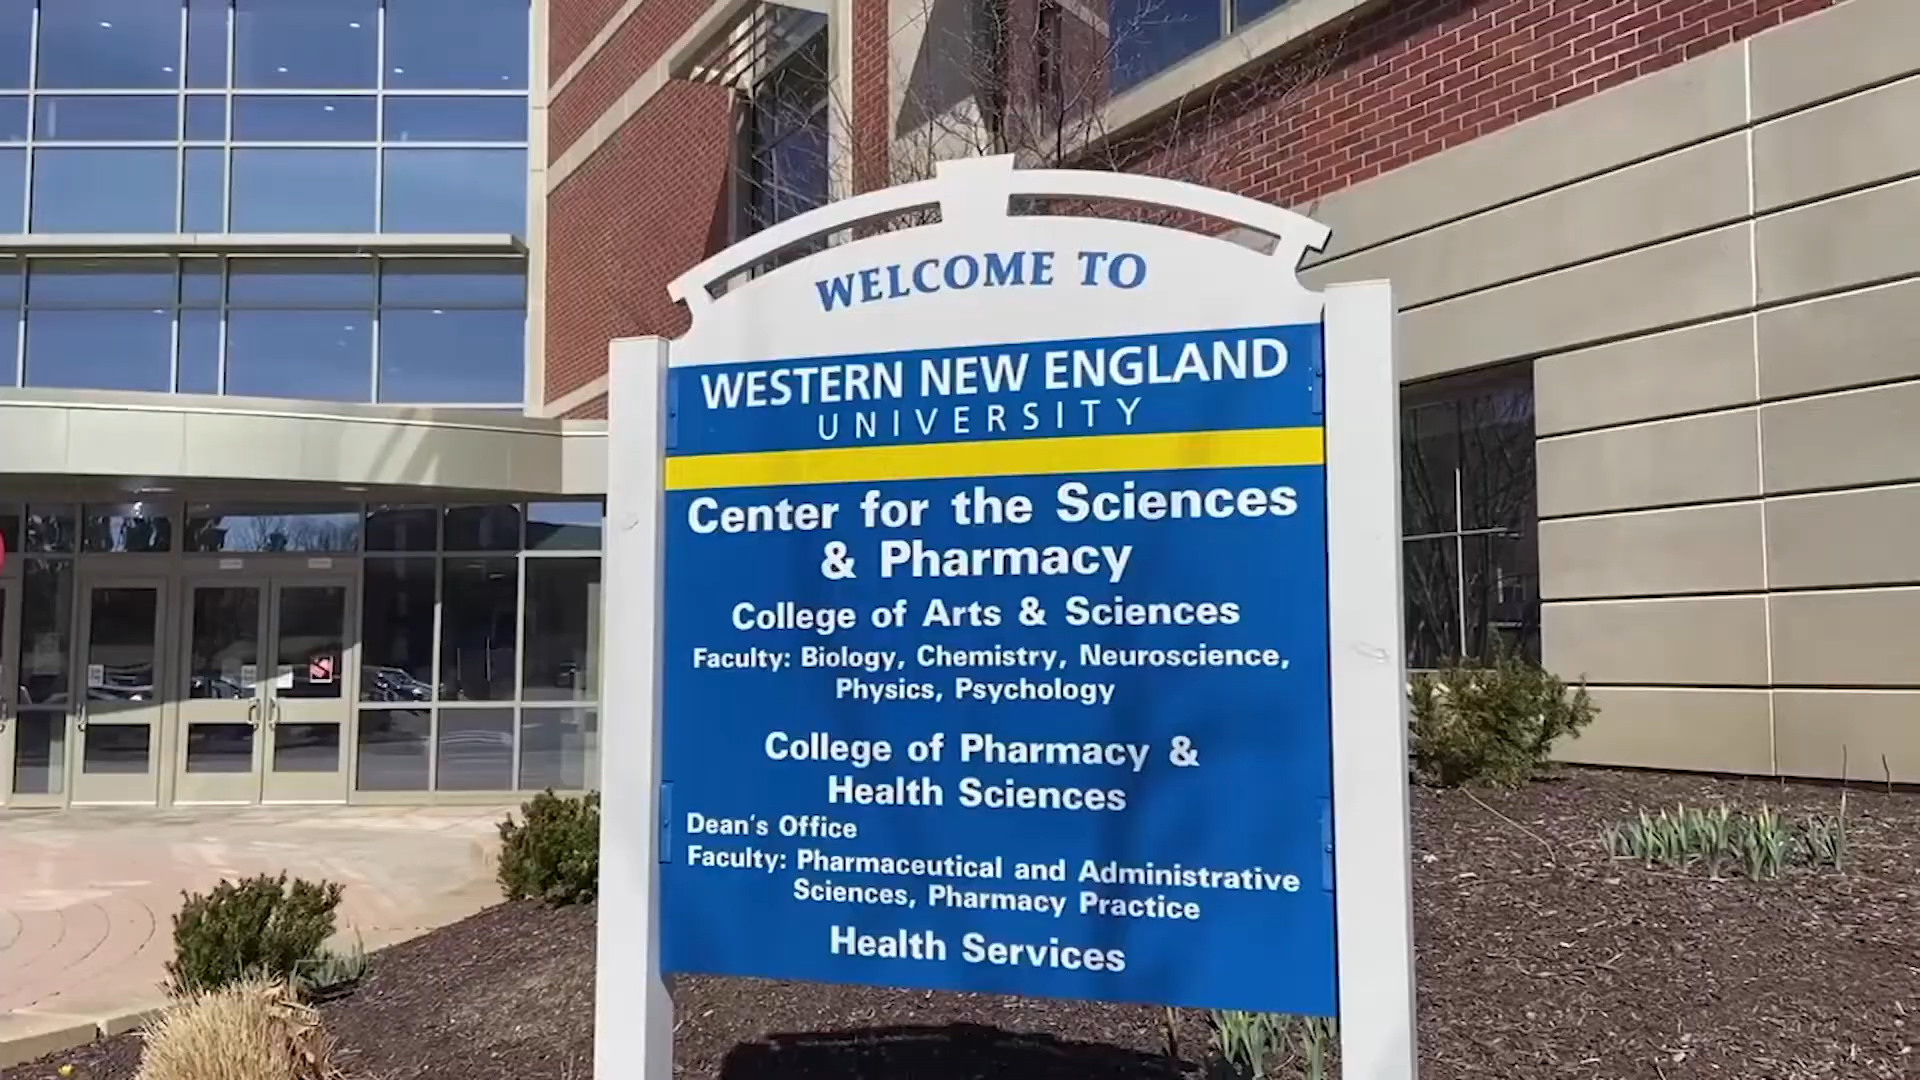 WELCOME TO
WESTERN NEW ENGLAND
UNIVERSITY
Center for the Sciences
& Pharmacy
College of Arts & Sciences
Faculty: Biology, Chemistry, Neuroscience,
Physics, Psychology
College of Pharmacy &
Health Sciences
Dean's Office
Faculty: Pharmaceutical and Administrative
Sciences, Pharmacy Practice
Health Services